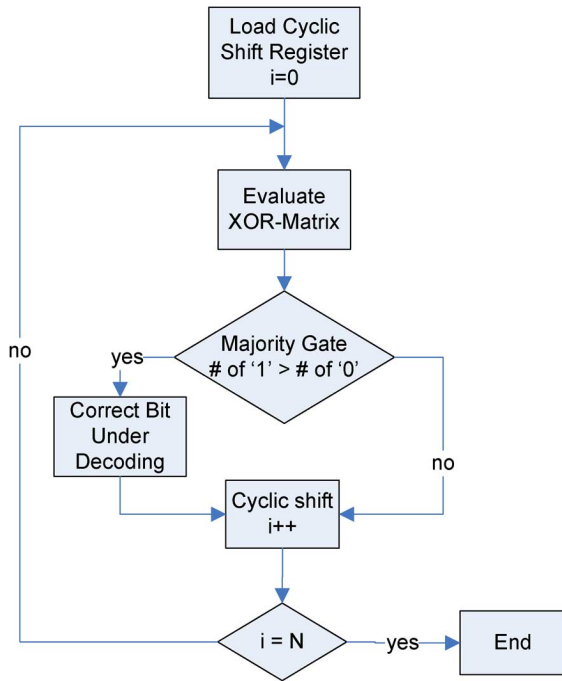 Load Cyclic
Shift Register
i=0
Evaluate
XOR-Matrix
Majority Gate
# of ‘1’ > # of ‘0’
yes
no
Correct Bit
Under
Decoding
no
Cyclic shift
i++
i = N
yes
End